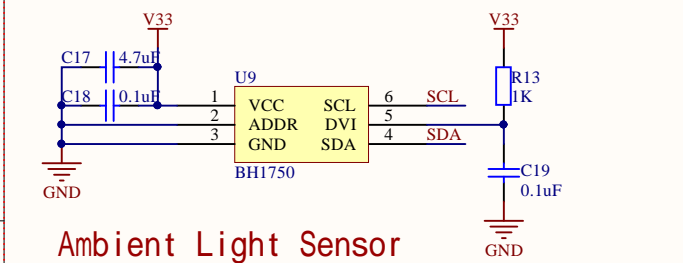 V33
V33
C17 4.7uF
U9
R13
1K
C18 0.1uF
1 VCC SCL 6 SCL
2 ADDR DVI 5
3 GND SDA 4 SDA
BH1750
C19
0.1uF
GND
Ambient Light Sensor
GND